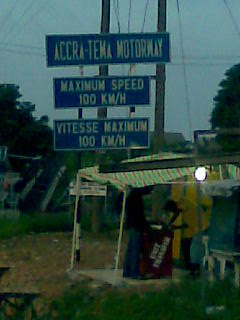 ACCRA-TEMA MOTORWAY
MAXIMUM SPEED
100 KM/H
VITESSE MAXIMUM
100 KM/H